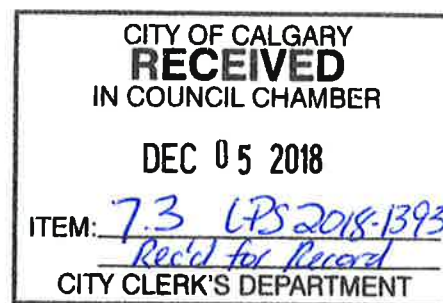 CITY OF CALGARY
RECEIVED
IN COUNCIL CHAMBER
DEC 05 2018
ITEM: 7.3 CPS2018-1393
Rec'd for Record
CITY CLERK'S DEPARTMENT